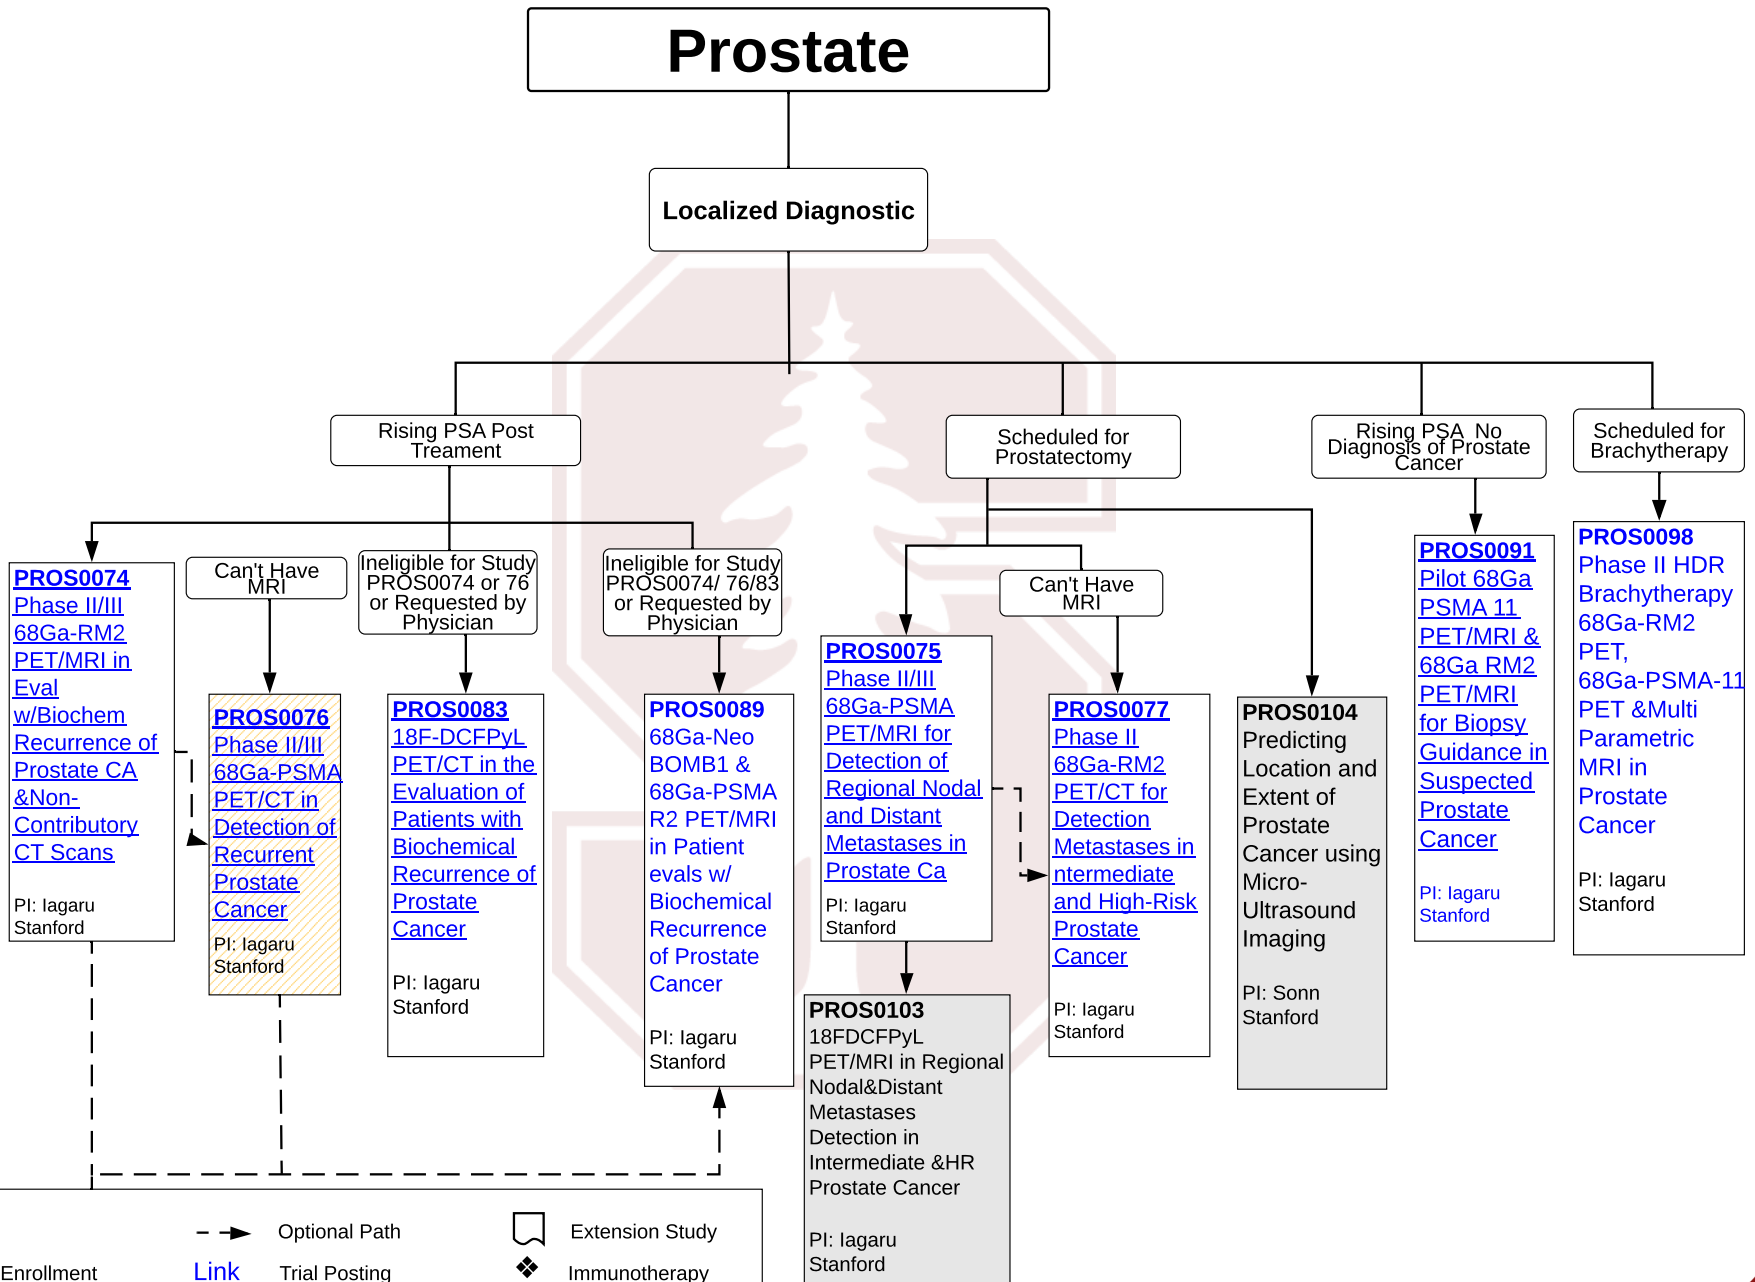 Prostate
Localized Diagnostic
Rising PSA Post
Treament
Scheduled for
Prostatectomy
Rising PSA  No
Diagnosis of Prostate
Cancer
Scheduled for
Brachytherapy
PROS0074
Phase II/III
68Ga-RM2
PET/MRI in
Eval
w/Biochem
Recurrence of
Prostate CA
&Non-
Contributory
CT Scans
PI: Iagaru
Stanford
Can't Have
MRI
PROS0076
Phase II/III
68Ga-PSMA
PET/CT in
Detection of
Recurrent
Prostate
Cancer
PI: Iagaru
Stanford
Ineligible for Study
PROS0074 or 76
or Requested by
Physician
PROS0083
18F-DCFPyL
PET/CT in the
Evaluation of
Patients with
Biochemical
Recurrence of
Prostate
Cancer
PI: Iagaru
Stanford
Ineligible for Study
PROS0074/ 76/83
or Requested by
Physician
PROS0089
68Ga-Neo
BOMB1 &
68Ga-PSMA
R2 PET/MRI
in Patient
evals w/
Biochemical
Recurrence
of Prostate
Cancer
PI: Iagaru
Stanford
PROS0075
Phase II/III
68Ga-PSMA
PET/MRI for
Detection of
Regional Nodal
and Distant
Metastases in
Prostate Ca
PI: Iagaru
Stanford
PROS0103
18FDCFPyL
PET/MRI in Regional
Nodal&Distant
Metastases
Detection in
Intermediate &HR
Prostate Cancer
PI: Iagaru
Stanford
Can't Have
MRI
PROS0077
Phase II
68Ga-RM2
PET/CT for
Detection
Metastases in
ntermediate
and High-Risk
Prostate
Cancer
PI: Iagaru
Stanford
PROS0104
Predicting
Location and
Extent of
Prostate
Cancer using
Micro-
Ultrasound
Imaging
PI: Sonn
Stanford
PROS0091
Pilot 68Ga
PSMA 11
PET/MRI &
68Ga RM2
PET/MRI
for Biopsy
Guidance in
Suspected
Prostate
Cancer
PI: Iagaru
Stanford
PROS0098
Phase II HDR
Brachytherapy
68Ga-RM2
PET,
68Ga-PSMA-11
PET &Multi
Parametric
MRI in
Prostate
Cancer
PI: Iagaru
Stanford
Optional Path
Extension Study
Enrollment
Link
Trial Posting
Immunotherapy